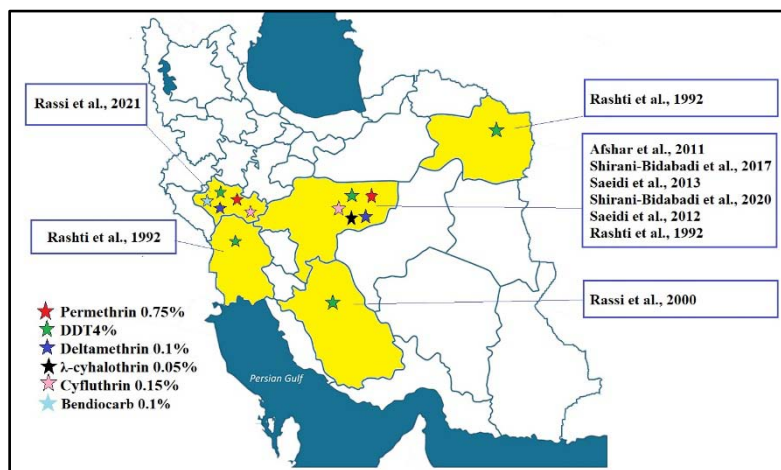 Rassi et al., 2021
Rashti et al., 1992
Afshar et al., 2011
Shirani-Bidabadi et al., 2017
Saeidi et al., 2013
Shirani-Bidabadi et al., 2020
Saeidi et al., 2012
Rashti et al., 1992
Rashti et al., 1992
Rassi et al., 2000
Permethrin 0.75%
DDT4%
Deltamethrin 0.1%
λ-cyhalothrin 0.05%
Cyfluthrin 0.15%
Bendiocarb 0.1%
Persian Gulf